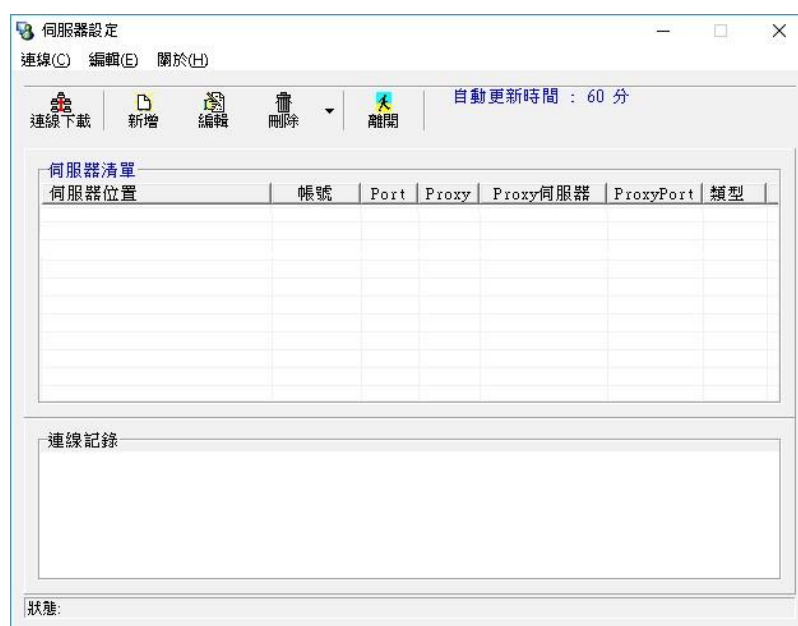 伺服器設定
連線(C) 編輯(E) 關於(H)
連線下載 新增 編輯 刪除 離開 自動更新時間 : 60 分
伺服器清單
伺服器位置 帳號 Port Proxy Proxy伺服器 ProxyPort 類型
連線記錄
狀態: